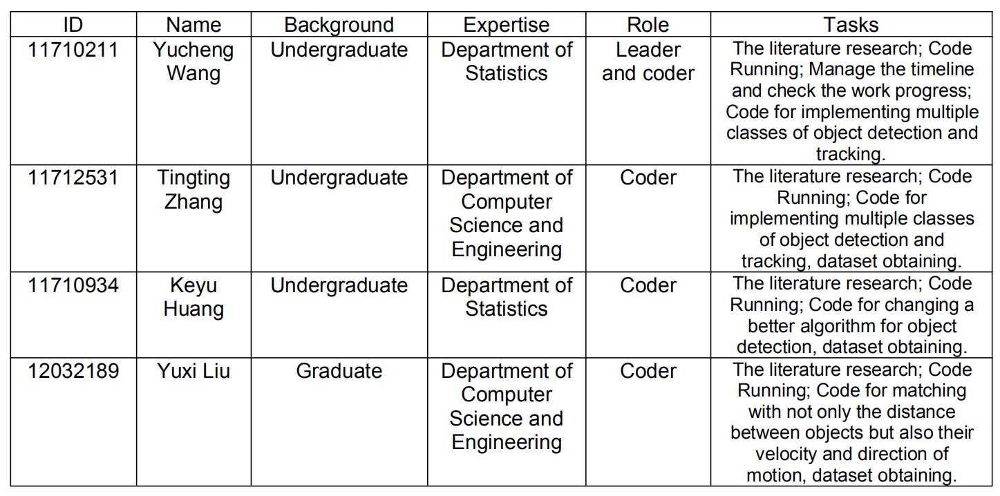 ID Name Background Expertise Role Tasks
11710211 Yucheng Undergraduate Department of Leader The literature research; Code
Wang Statistics and coder Running; Manage the timeline
and check the work progress;
Code for implementing multiple
classes of object detection and
tracking.
11712531 Tingting Undergraduate Department of Coder The literature research; Code
Zhang Computer Running; Code for
Science and implementing multiple classes
Engineering of object detection and
tracking, dataset obtaining.
11710934 Keyu Undergraduate Department of Coder The literature research; Code
Huang Statistics Running; Code for changing a
better algorithm for object
detection, dataset obtaining.
12032189 Yuxi Liu Graduate Department of Coder The literature research; Code
Computer Running; Code for matching
Science and with not only the distance
Engineering between objects but also their
velocity and direction of
motion, dataset obtaining.